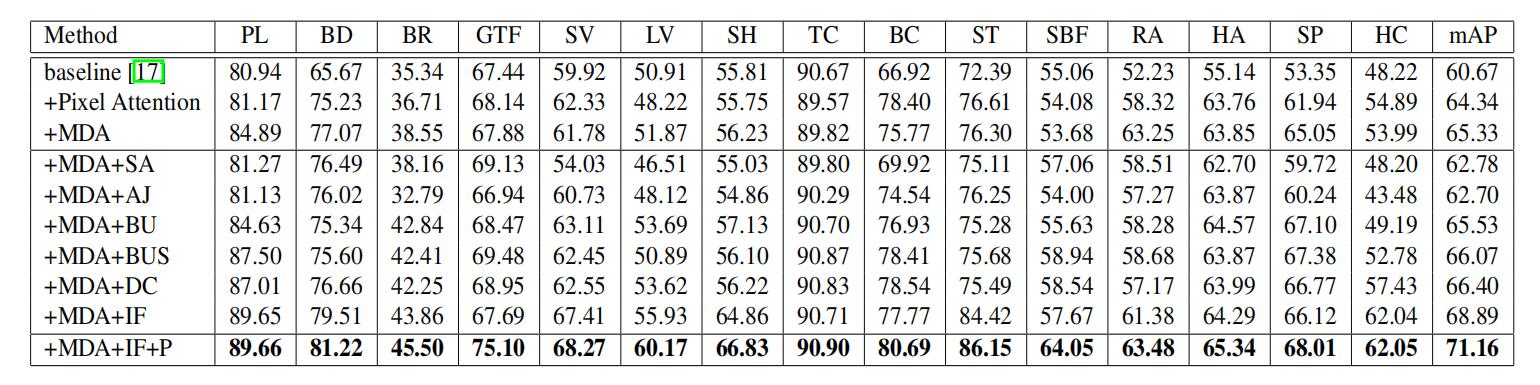 Method PL BD BR GTF SV LV SH TC BC ST SBF RA HA SP HC mAP
baseline [17] 80.94 65.67 35.34 67.44 59.92 50.91 55.81 90.67 66.92 72.39 55.06 52.23 55.14 53.35 48.22 60.67
+Pixel Attention 81.17 75.23 36.71 68.14 62.33 48.22 55.75 89.57 78.40 76.61 54.08 58.32 63.76 61.94 54.89 64.34
+MDA 84.89 77.07 38.55 67.88 61.78 51.87 56.23 89.82 75.77 76.30 53.68 63.25 63.85 65.05 53.99 65.33
+MDA+SA 81.27 76.49 38.16 69.13 54.03 46.51 55.03 89.80 69.92 75.11 57.06 58.51 62.70 59.72 48.20 62.78
+MDA+AJ 81.13 76.02 32.79 66.94 60.73 48.12 54.86 90.29 74.54 76.25 54.00 57.27 63.87 60.24 43.48 62.70
+MDA+BU 84.63 75.34 42.84 68.47 63.11 53.69 57.13 90.70 76.93 75.28 55.63 58.28 64.57 67.10 49.19 65.53
+MDA+BUS 87.50 75.60 42.41 69.48 62.45 50.89 56.10 90.87 78.41 75.68 58.94 58.68 63.87 67.38 52.78 66.07
+MDA+DC 87.01 76.66 42.25 68.95 62.55 53.62 56.22 90.83 78.54 75.49 58.54 57.17 63.99 66.77 57.43 66.40
+MDA+IF 89.65 79.51 43.86 67.69 67.41 55.93 64.86 90.71 77.77 84.42 57.67 61.38 64.29 66.12 62.04 68.89
+MDA+IF+P 89.66 81.22 45.50 75.10 68.27 60.17 66.83 90.90 80.69 86.15 64.05 63.48 65.34 68.01 62.05 71.16